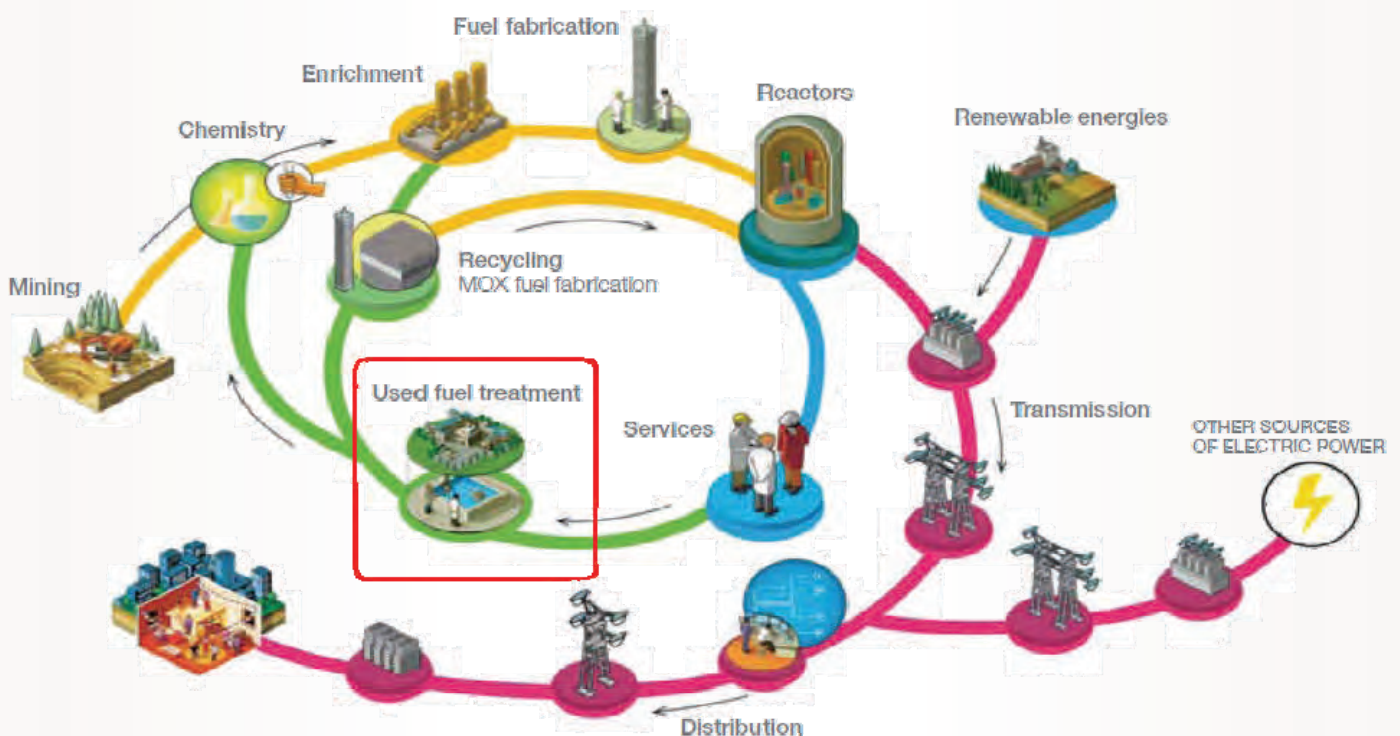 Fuel fabrication
Enrichment
Reactors
Chemistry
Renewable energies
Recycling
MOX fuel fabrication
Mining
Used fuel treatment
Services
Transmission
OTHER SOURCES
OF ELECTRIC POWER
Distribution